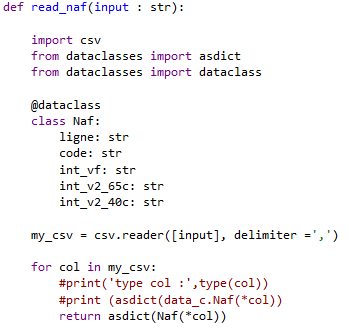 def read_naf(input : str):
import csv
from dataclasses import asdict
from dataclasses import dataclass
@dataclass
class Naf:
ligne: str
code: str
int_vf: str
int_v2_65c: str
int_v2_40c: str
my_csv = csv.reader([input], delimiter =',')
for col in my_csv:
#print('type col :',type(col))
#print (asdict(data_c.Naf(*col))
return asdict(Naf(*col))